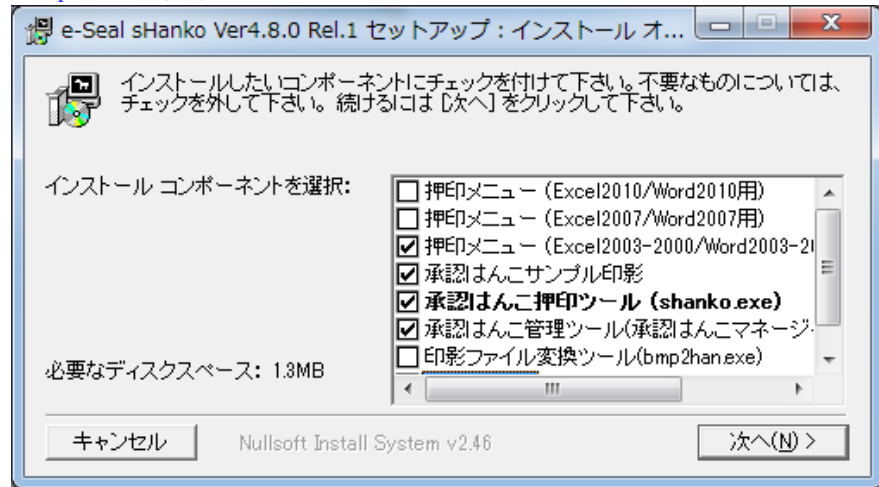 e-Seal sHanko Ver4.8.0 Rel.1 セットアップ：インストール オ...
インストールしたいコンポーネントにチェックを付けて下さい。不要なものについては、
チェックを外して下さい。続けるには [次へ] をクリックして下さい。
インストール コンポーネントを選択:
押印メニュー (Excel2010/Word2010用)
押印メニュー (Excel2007/Word2007用)
押印メニュー (Excel2003-2000/Word2003-2
承認はんこサンプル印影
承認はんこ押印ツール (shanko.exe)
承認はんこ管理ツール(承認はんこマネージ
印影ファイル変換ツール(bmp2han.exe)
必要なディスクスペース: 1.3MB
キャンセル
Nullsoft Install System v2.46
次へ(N) >